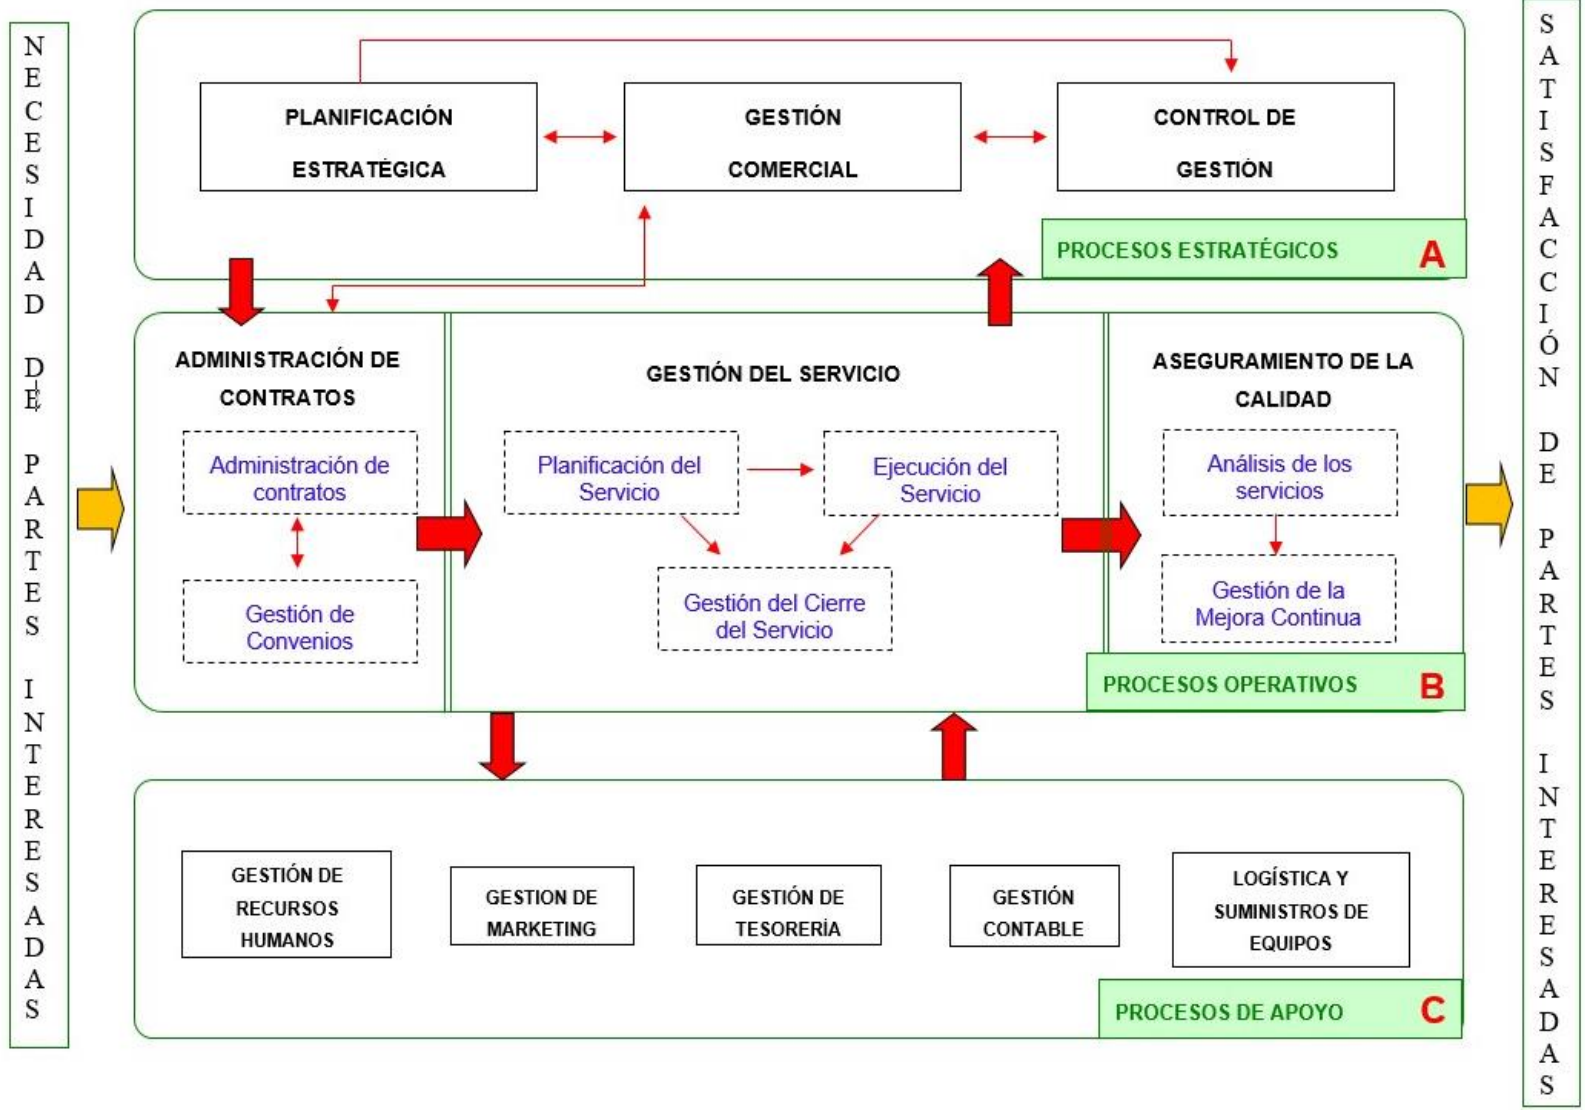 NECESIDAD DE PARTES INTERESADAS
PLANIFICACIÓN
ESTRATÉGICA
GESTIÓN
COMERCIAL
CONTROL DE
GESTIÓN
PROCESOS ESTRATÉGICOS A
ADMINISTRACIÓN DE
CONTRATOS
Administración de
contratos
Gestión de
Convenios
GESTIÓN DEL SERVICIO
Planificación del
Servicio
Ejecución del
Servicio
Gestión del Cierre
del Servicio
ASEGURAMIENTO DE LA
CALIDAD
Análisis de los
servicios
Gestión de la
Mejora Continua
PROCESOS OPERATIVOS B
GESTIÓN DE
RECURSOS
HUMANOS
GESTION DE
MARKETING
GESTIÓN DE
TESORERÍA
GESTIÓN
CONTABLE
LOGÍSTICA Y
SUMINISTROS DE
EQUIPOS
PROCESOS DE APOYO C
SATISFACCIÓN DE PARTES INTERESADAS